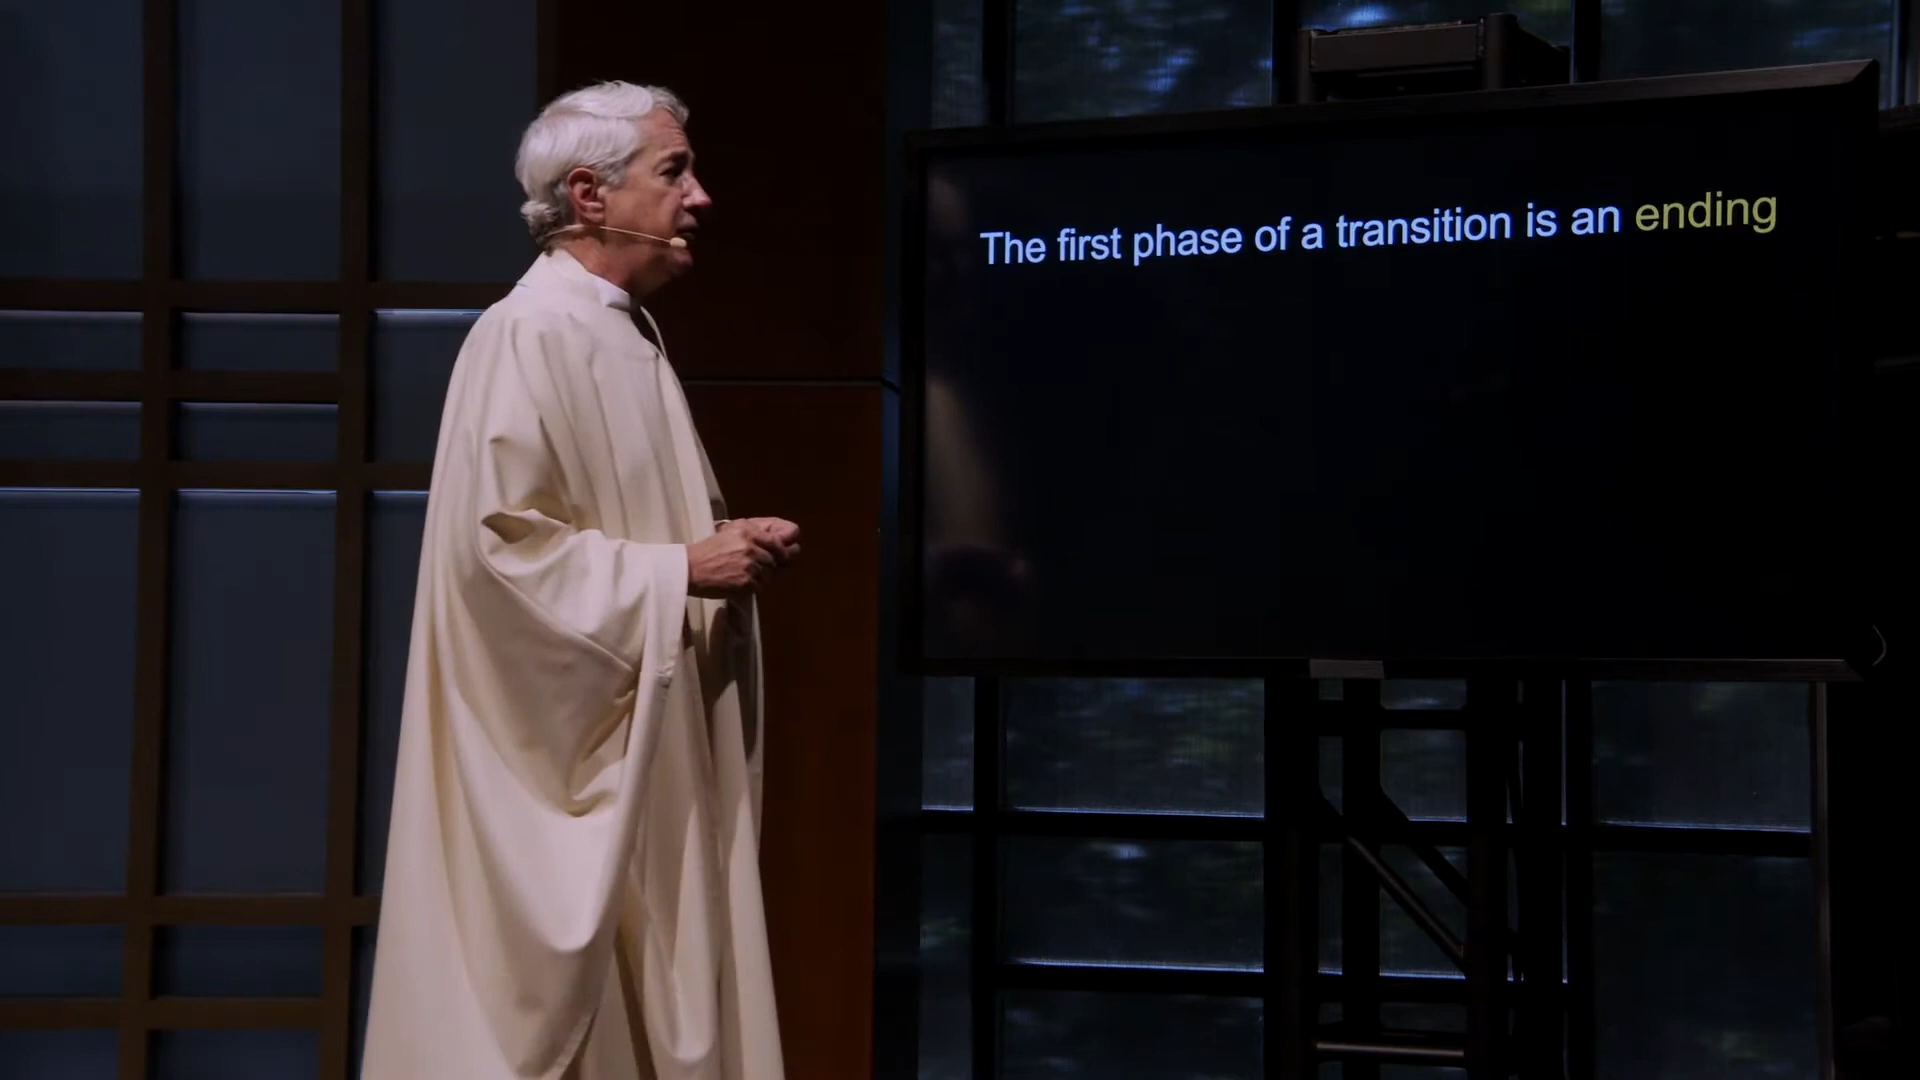 The first phase of a transition is an ending